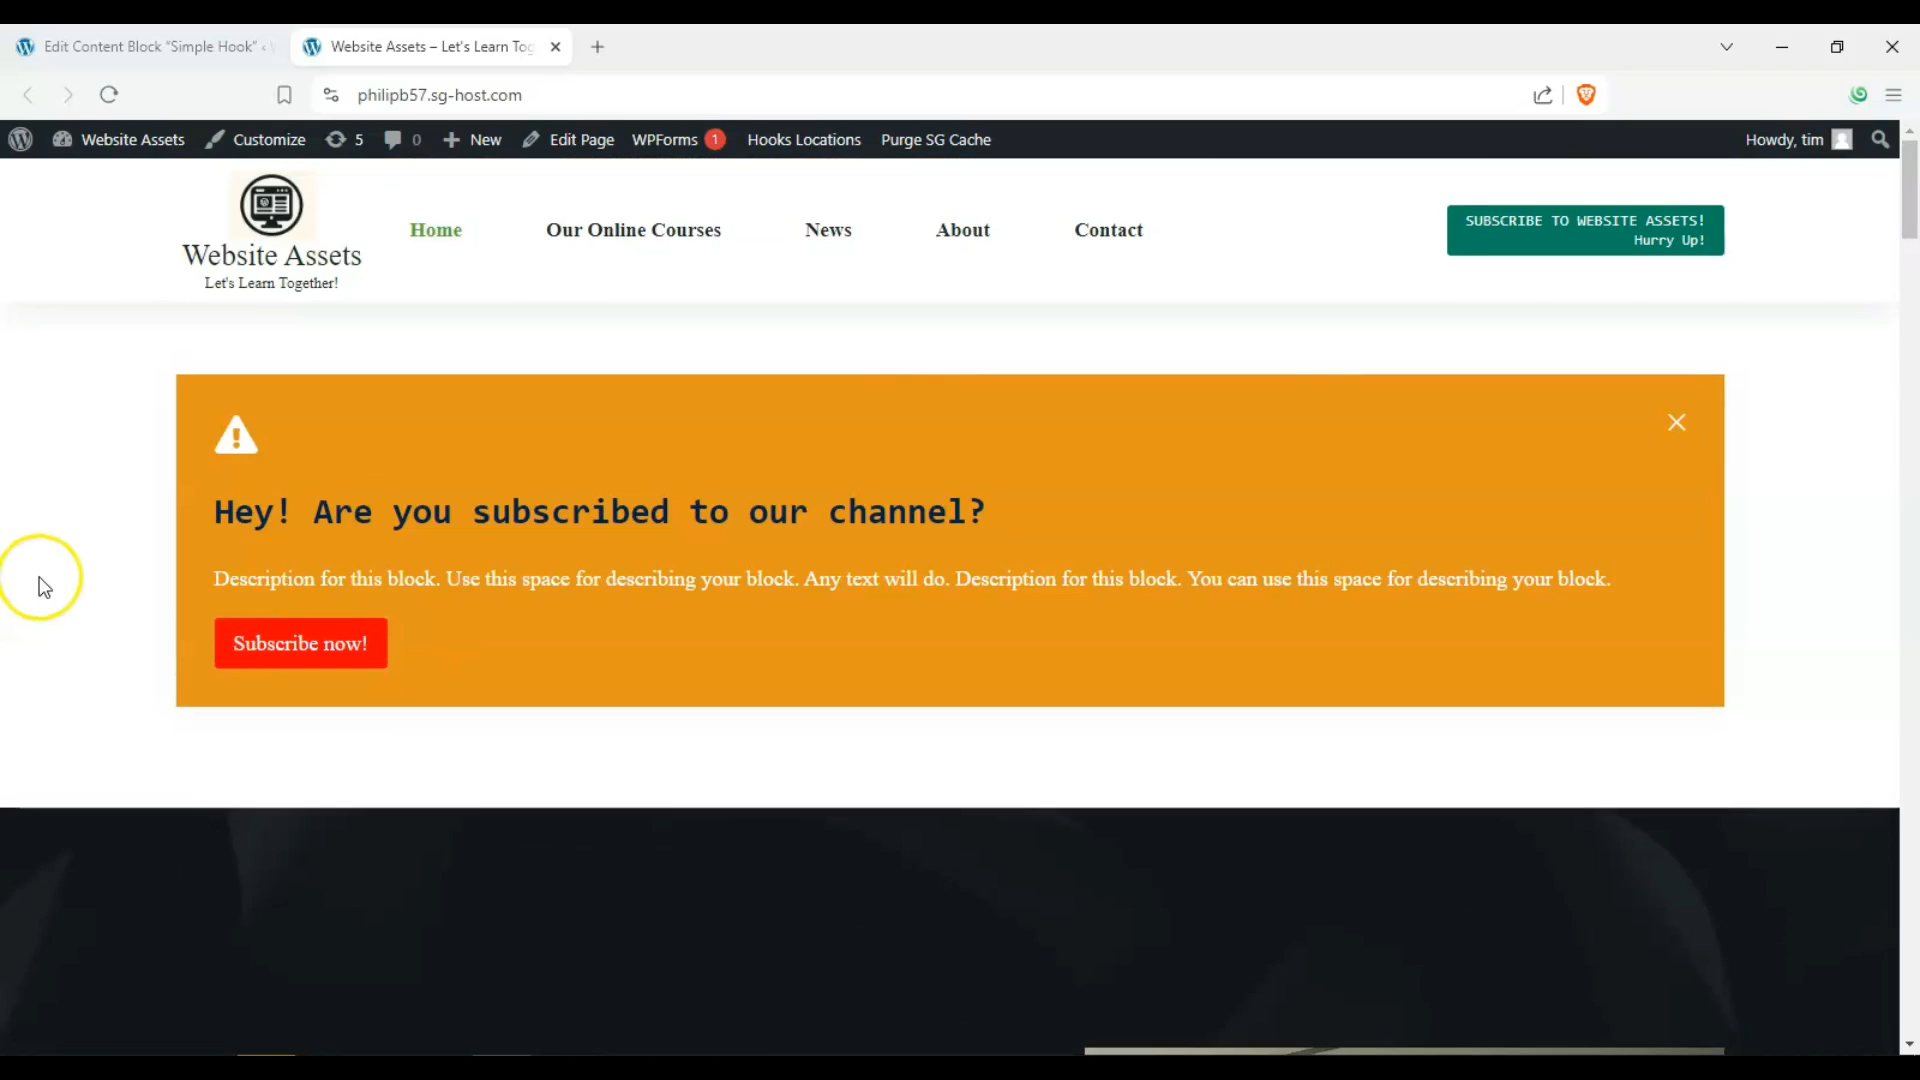 Edit Content Block "Simple Hook" ‹
Website Assets – Let's Learn Tog
philipb57.sg-host.com
Website Assets
Customize
5
0
New
Edit Page
WPForms 1
Hooks Locations
Purge SG Cache
Howdy, tim
Website Assets
Let's Learn Together!
Home
Our Online Courses
News
About
Contact
SUBSCRIBE TO WEBSITE ASSETS!
Hurry Up!
Hey! Are you subscribed to our channel?
Description for this block. Use this space for describing your block. Any text will do. Description for this block. You can use this space for describing your block.
Subscribe now!